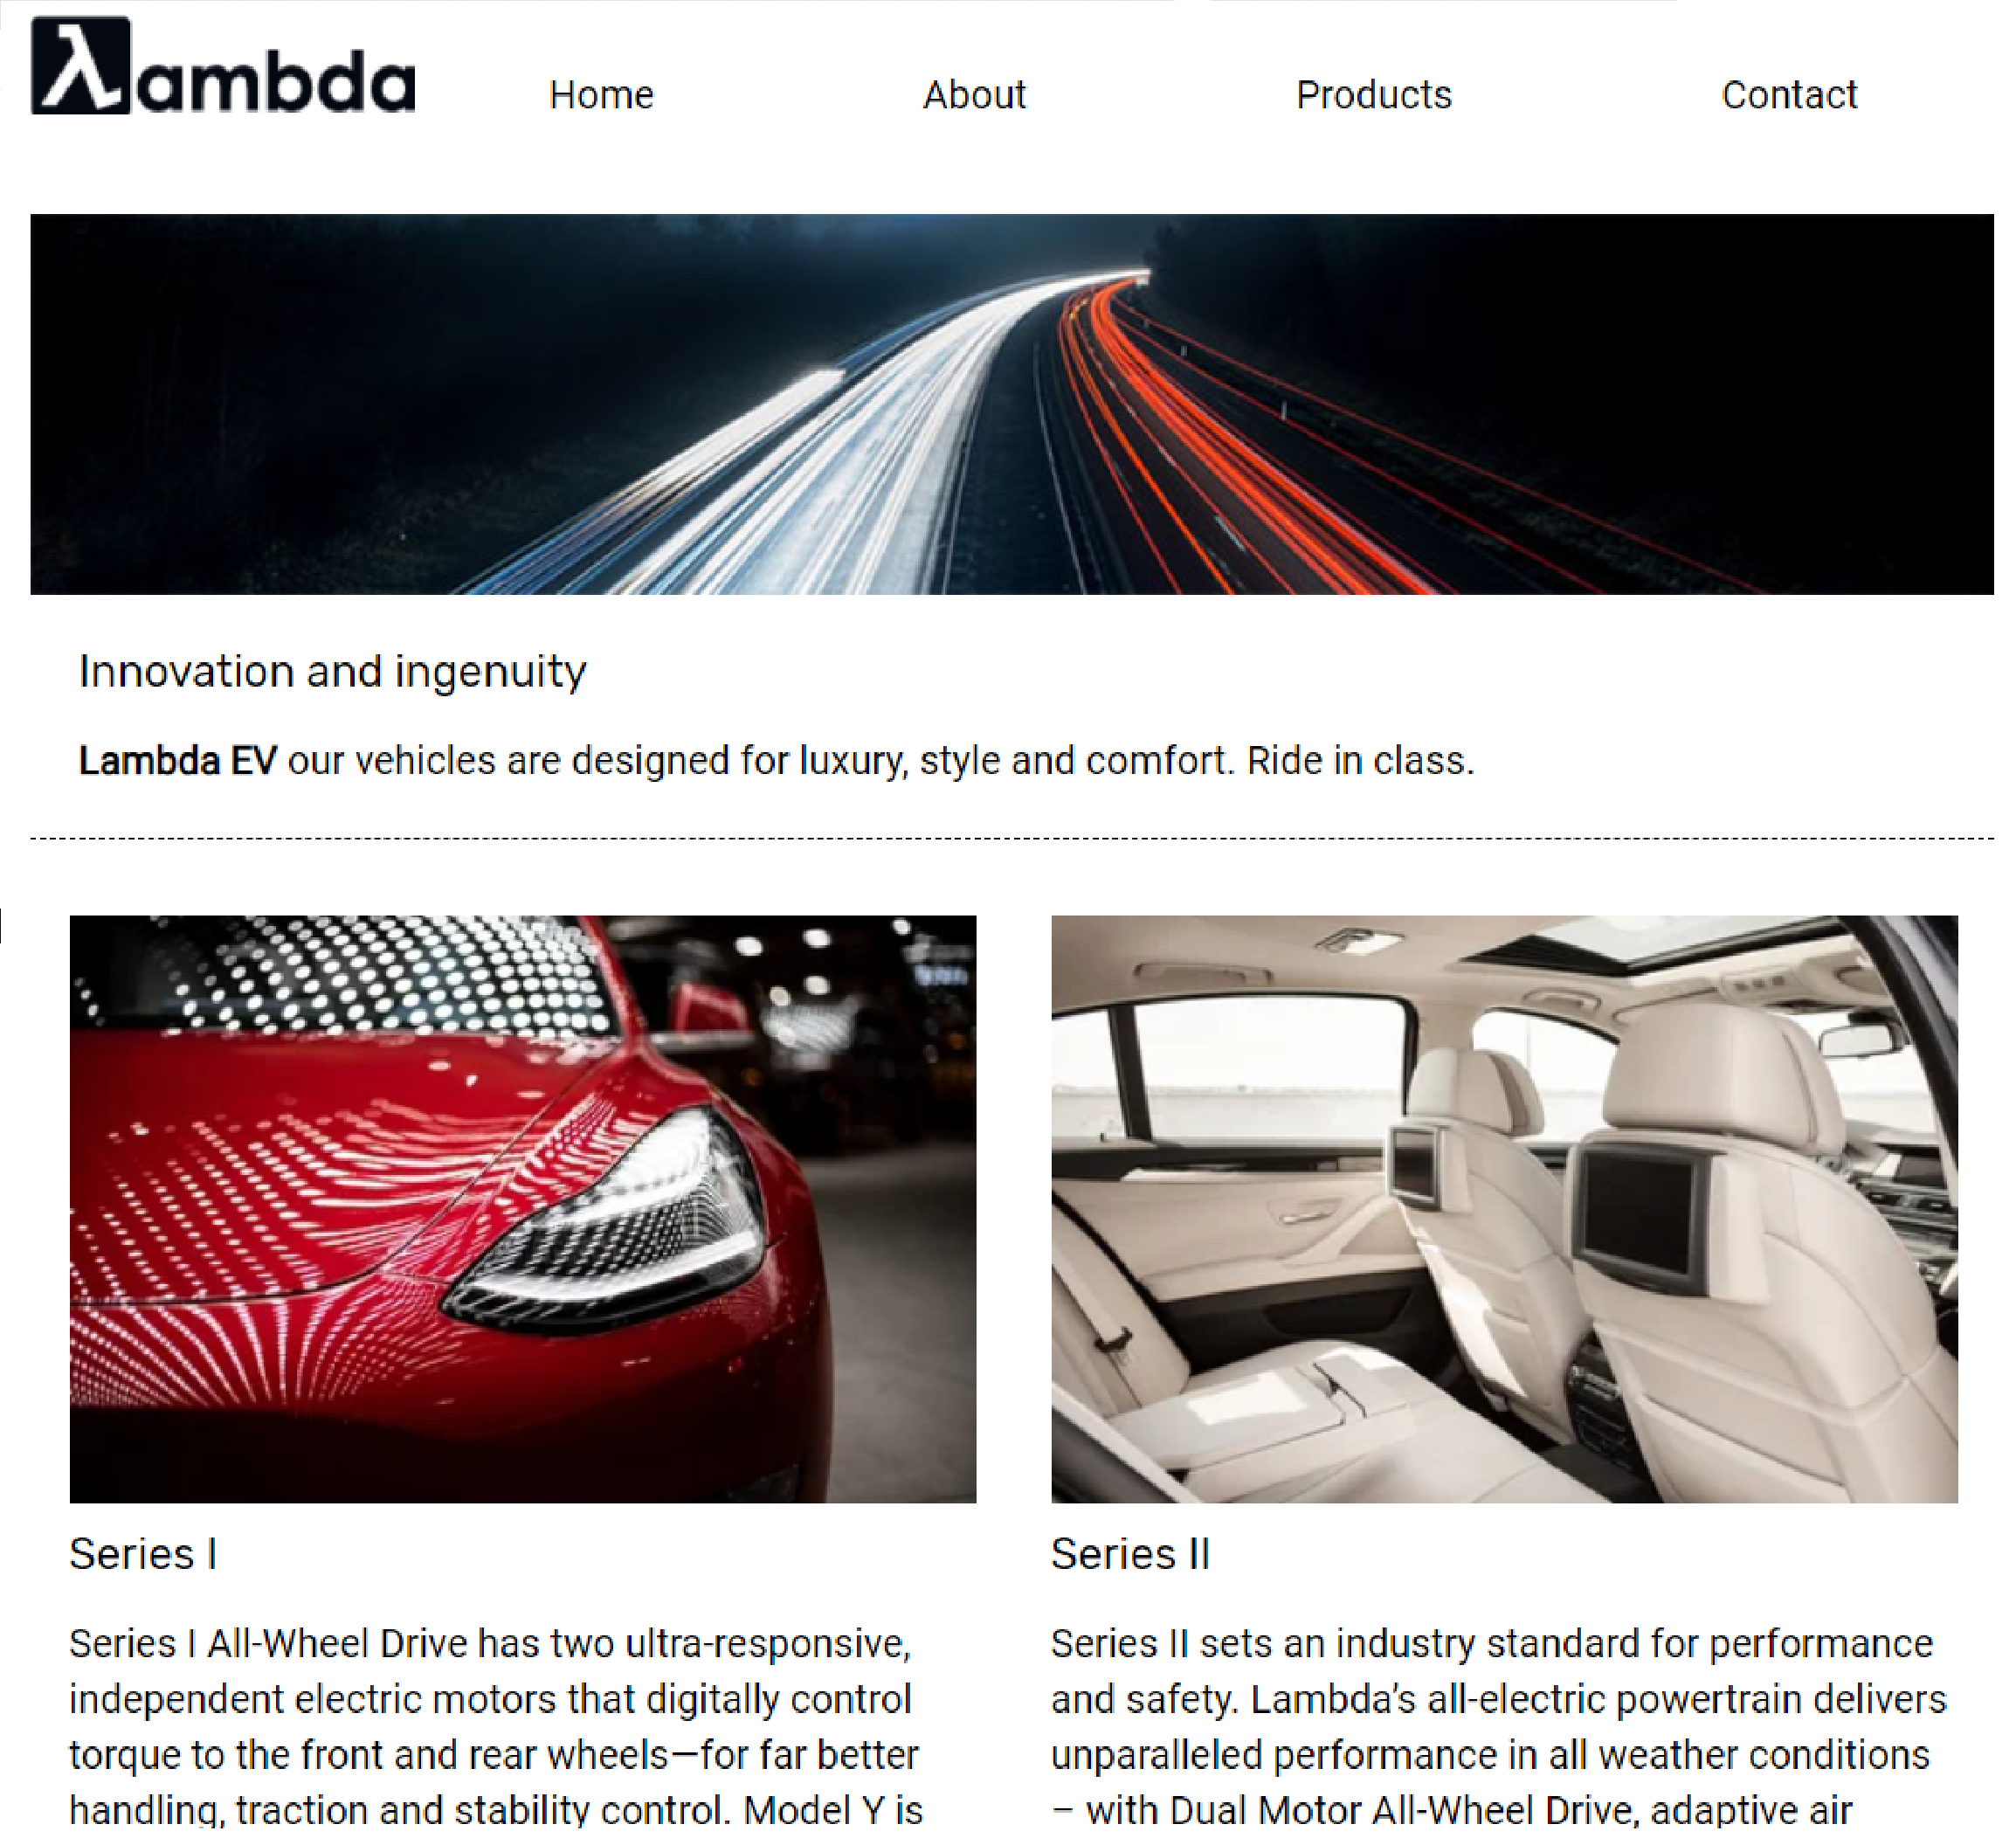 λambda
Home About Products Contact
Innovation and ingenuity
Lambda EV our vehicles are designed for luxury, style and comfort. Ride in class.
Series I
Series I All-Wheel Drive has two ultra-responsive,
independent electric motors that digitally control
torque to the front and rear wheels—for far better
handling, traction and stability control. Model Y is
Series II
Series II sets an industry standard for performance
and safety. Lambda's all-electric powertrain delivers
unparalleled performance in all weather conditions
– with Dual Motor All-Wheel Drive, adaptive air